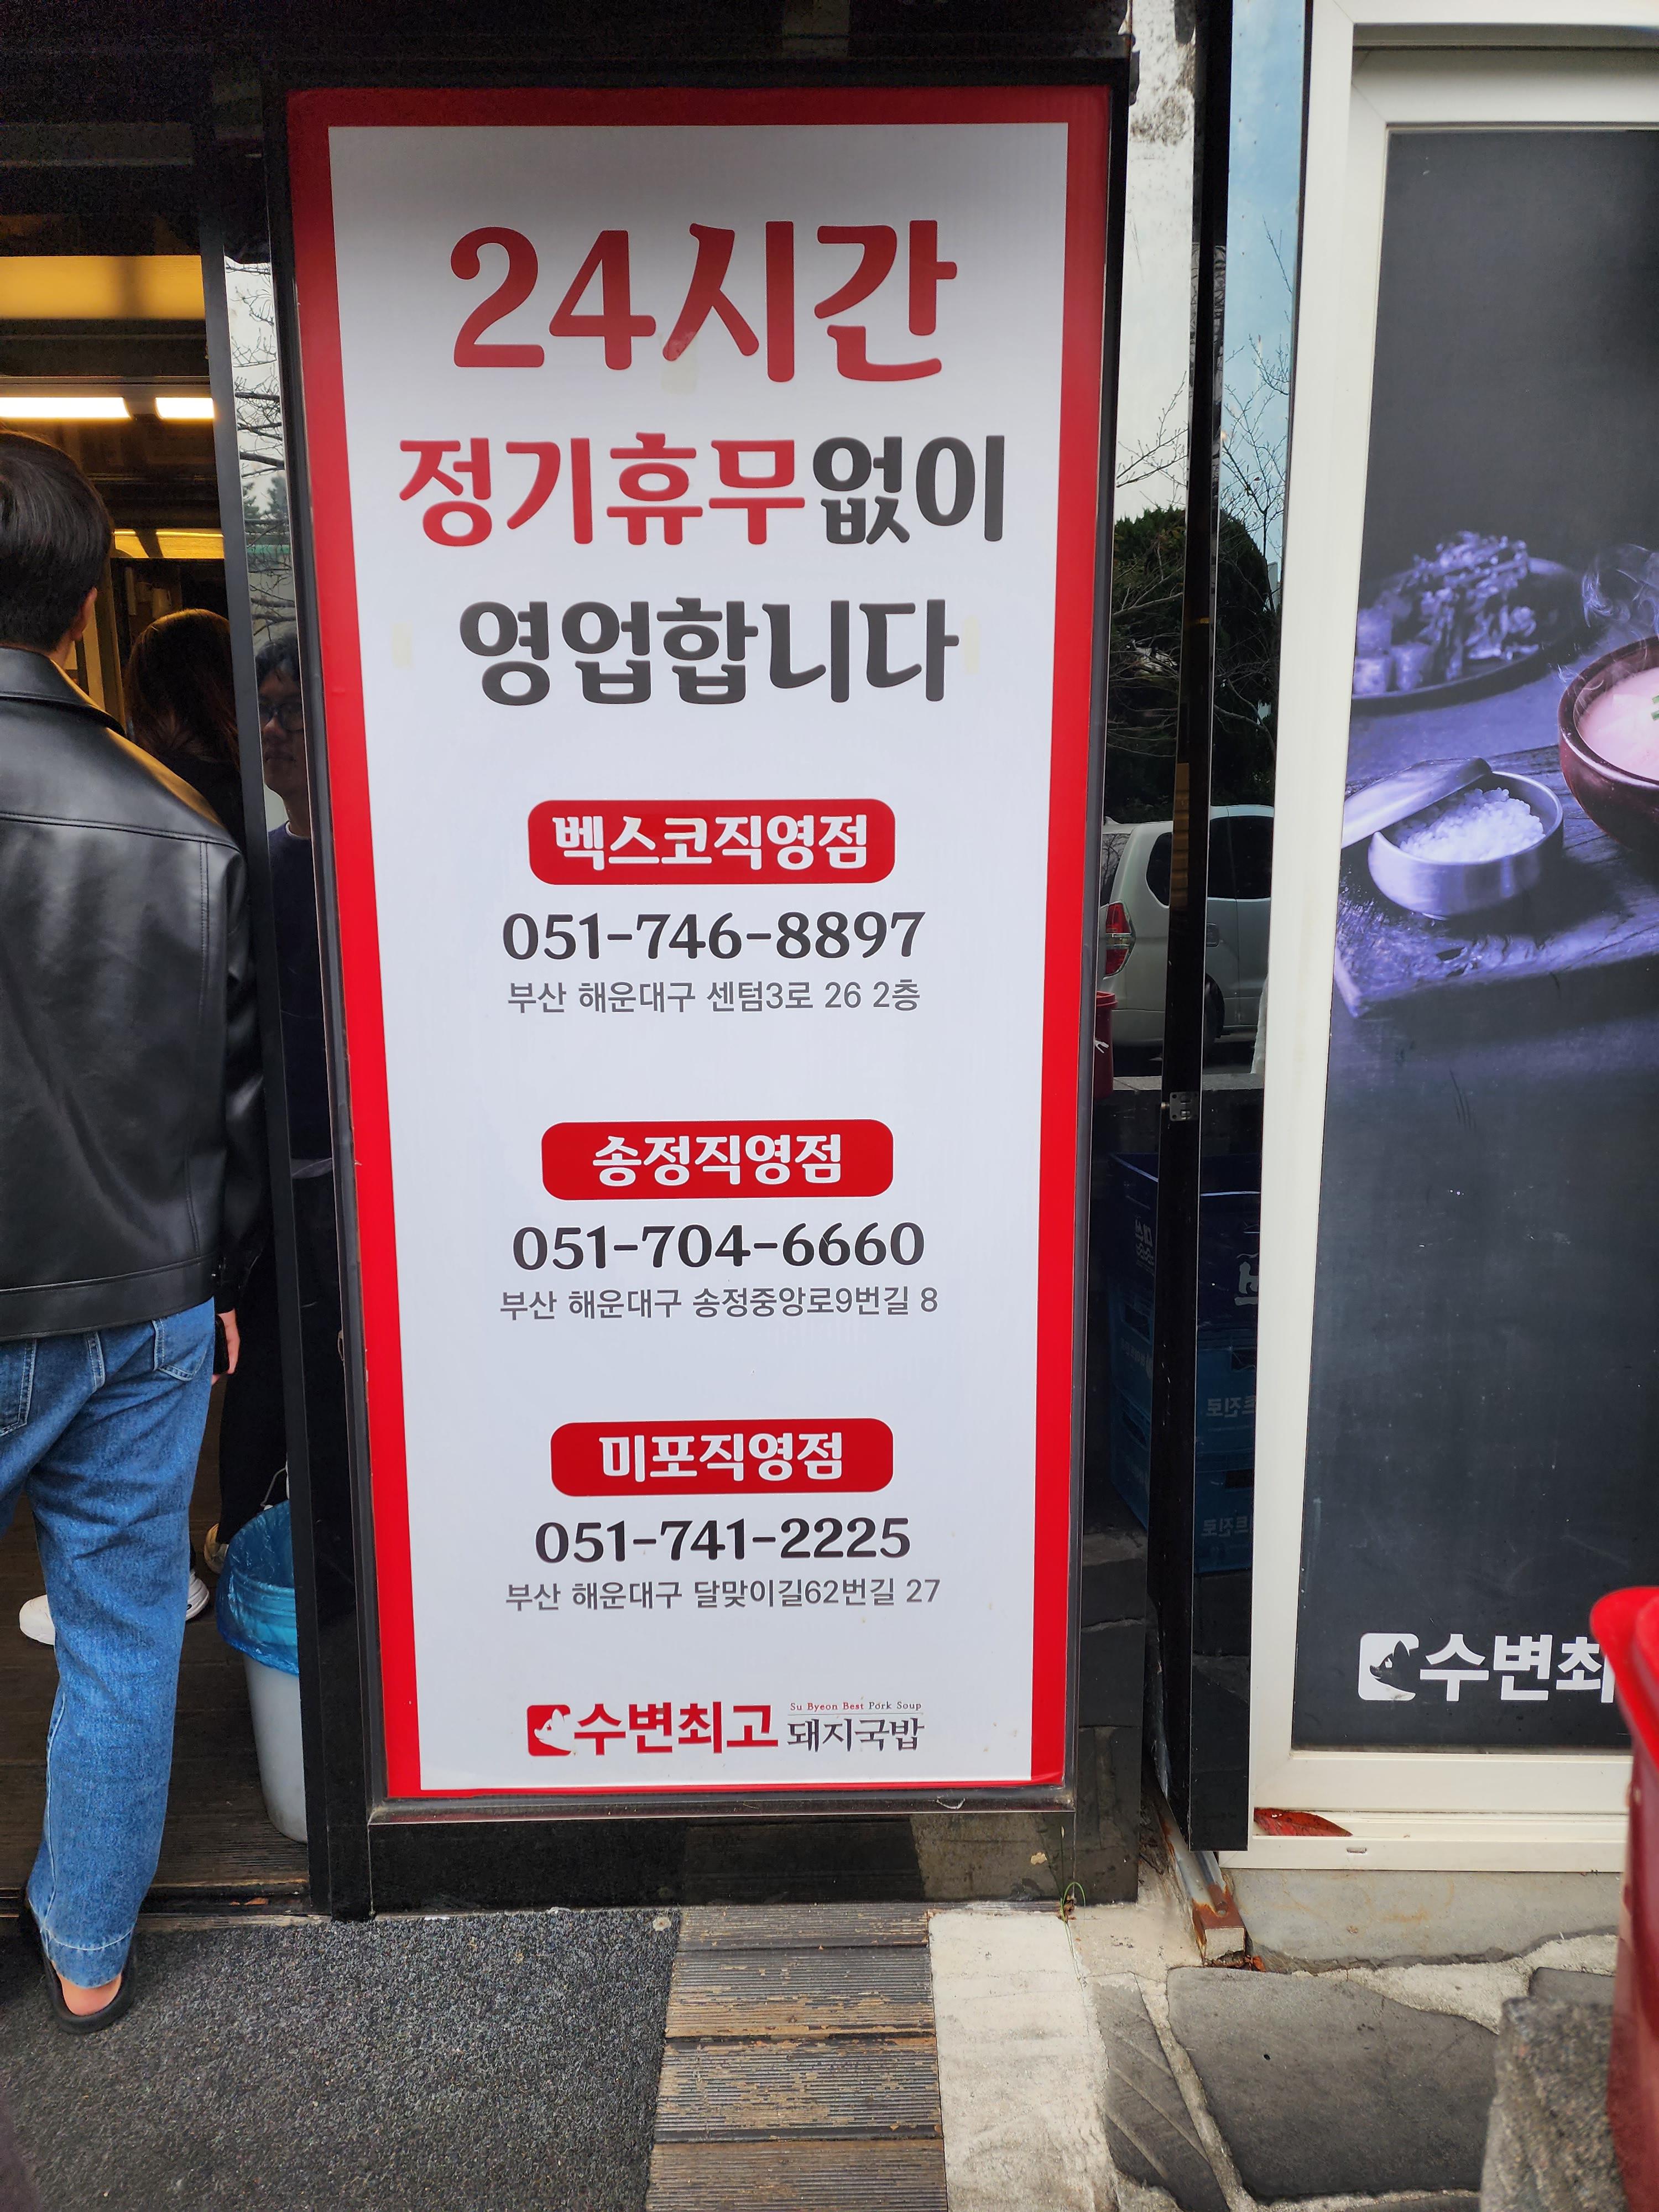 24시간
정기휴무없이
영업합니다
벡스코직영점
051-746-8897
부산 해운대구 센텀3로 26 2층
송정직영점
051-704-6660
부산 해운대구 송정중앙로9번길 8
미포직영점
051-741-2225
부산 해운대구 달맞이길62번길 27
수변최고
Su Byeon Best Pork Soup
돼지국밥
수변최